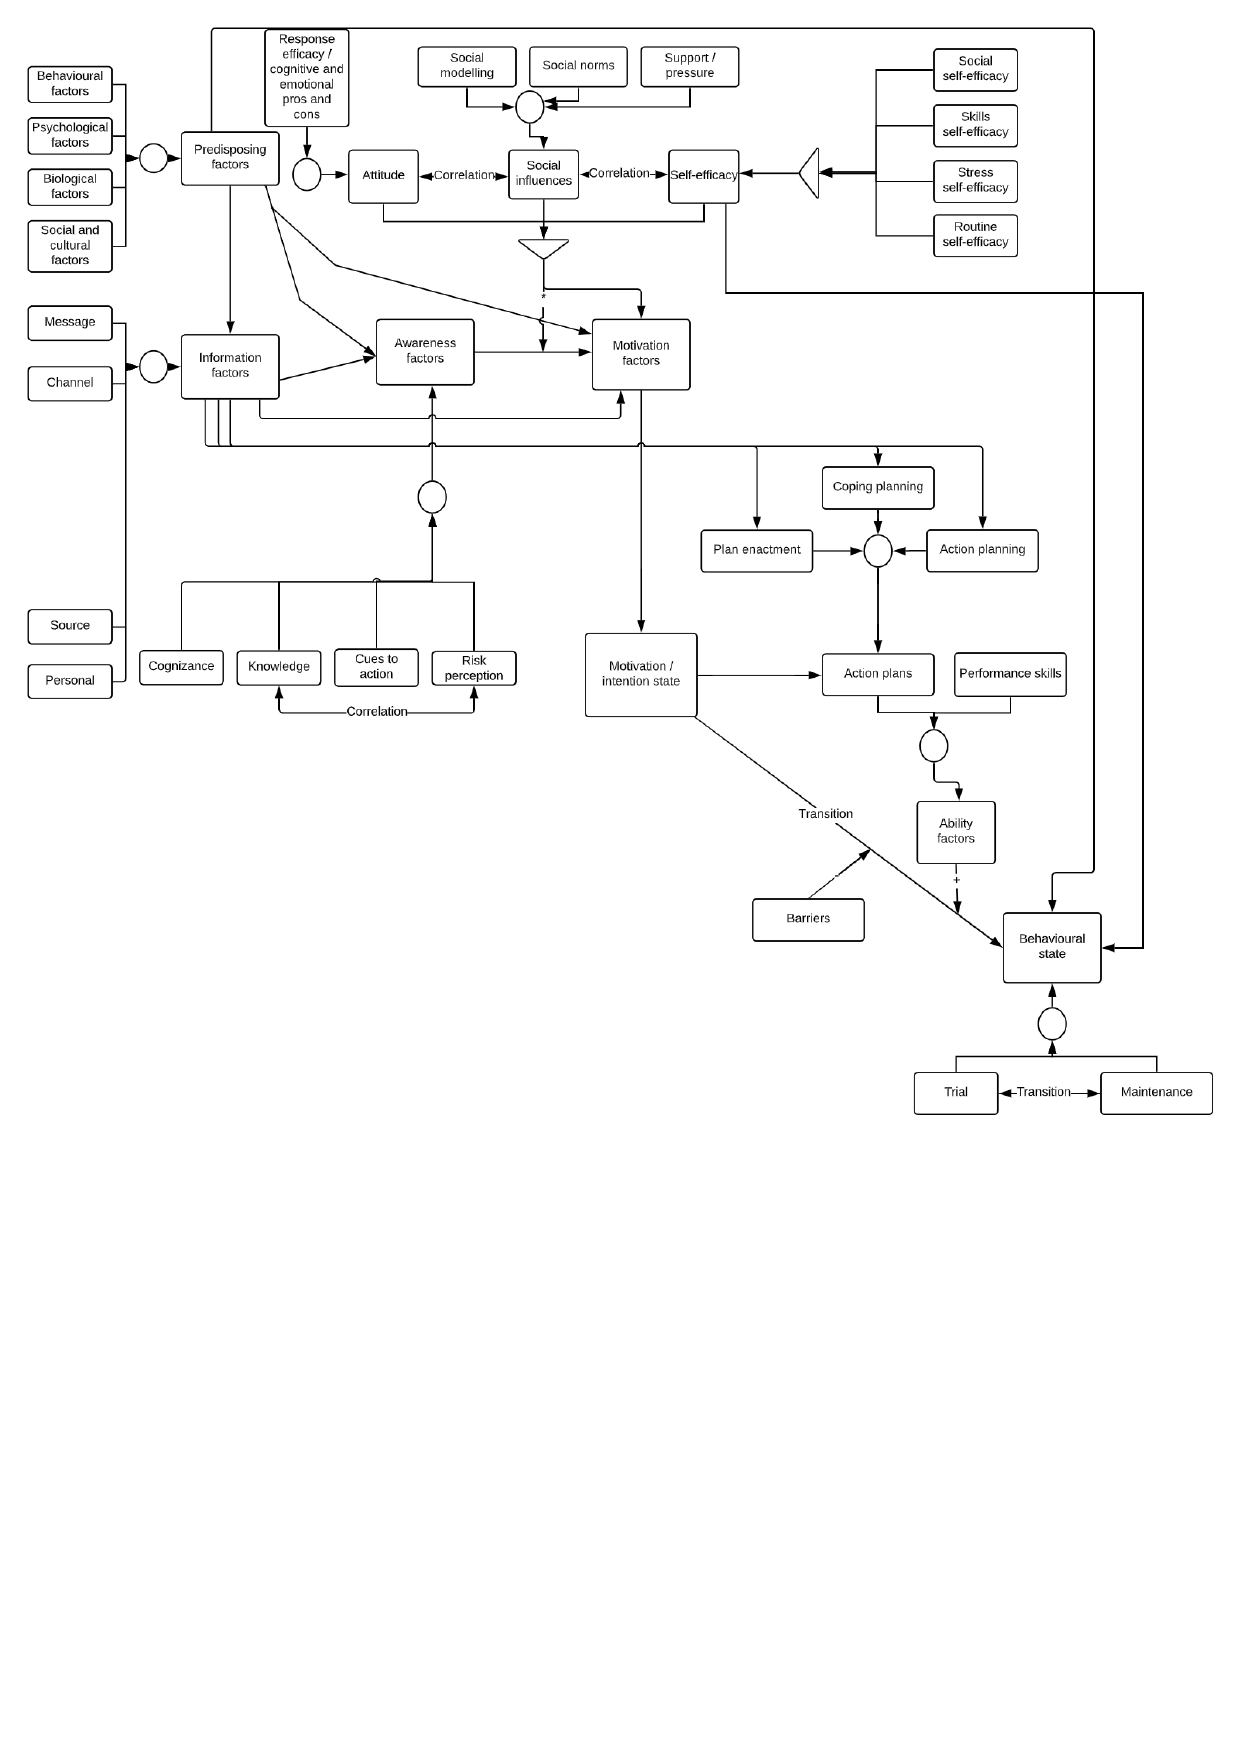 Response
efficacy /
cognitive and
emotional
pros and
cons
Social
modelling
Social norms
Support /
pressure
Social
self-efficacy
Behavioural
factors
Skills
self-efficacy
Psychological
factors
Predisposing
factors
Attitude
Correlation
Social
influences
Correlation
Self-efficacy
Stress
self-efficacy
Biological
factors
Routine
self-efficacy
Social and
cultural
factors
*
Message
Information
factors
Awareness
factors
Motivation
factors
Channel
Coping planning
Plan enactment
Action planning
Source
Cognizance
Knowledge
Cues to
action
Risk
perception
Motivation /
intention state
Action plans
Performance skills
Personal
Correlation
Transition
Ability
factors
-
+
Barriers
Behavioural
state
Trial
Transition
Maintenance